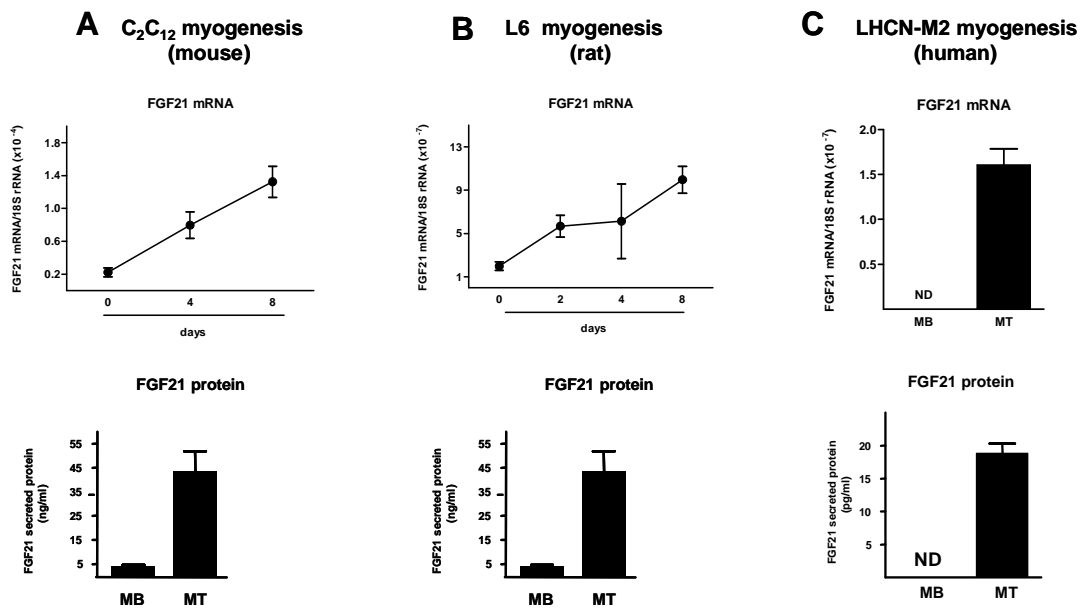 A
C2C12 myogenesis
(mouse)
FGF21 mRNA
FGF21 mRNA/18S rRNA (x10 -4)
1.8
1.4
1.0
0.6
0.2
0 4 8
days
FGF21 protein
FGF21 secreted protein
(ng/ml)
55
45
35
25
15
5
MB MT
B
L6 myogenesis
(rat)
FGF21 mRNA
FGF21 mRNA/18S rRNA (x10 -7)
13
9
5
1
0 2 4 8
days
FGF21 protein
FGF21 secreted protein
(ng/ml)
55
45
35
25
15
5
MB MT
C
LHCN-M2 myogenesis
(human)
FGF21 mRNA
FGF21 mRNA/18S rRNA (x10 -7)
2.0
1.5
1.0
0.5
ND
MB MT
FGF21 protein
FGF21 secreted protein
(pg/ml)
20
15
10
5
ND
MB MT